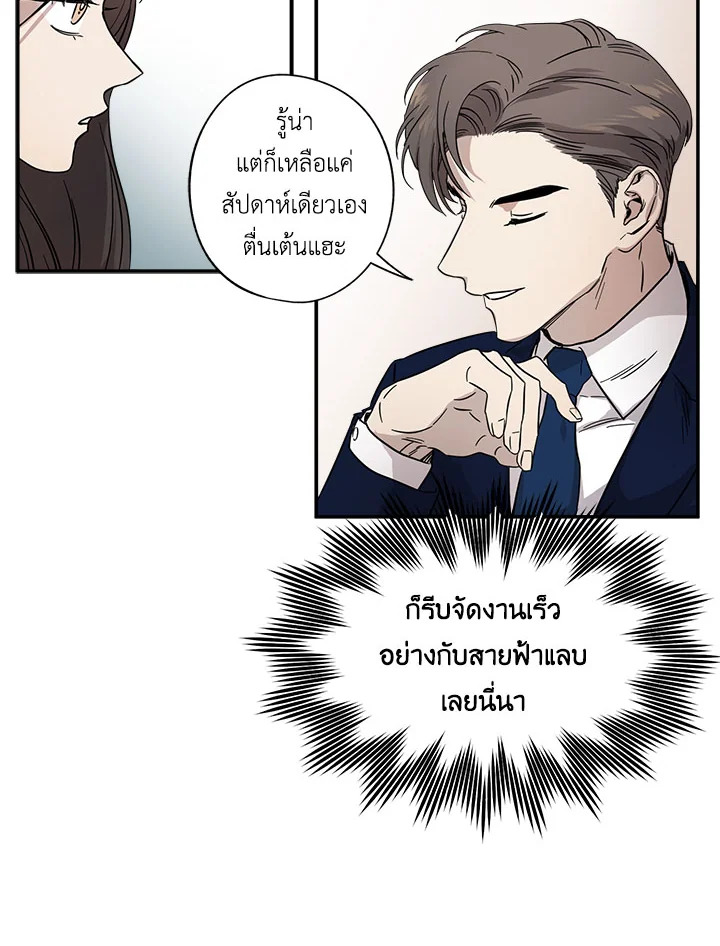 รู้น่า
แต่ก็เหลือแค่
สัปดาห์เดียวเอง
ตื่นเต้นแฮะ
ก็รีบจัดงานเร็ว
อย่างกับสายฟ้าแลบ
เลยนี่นา